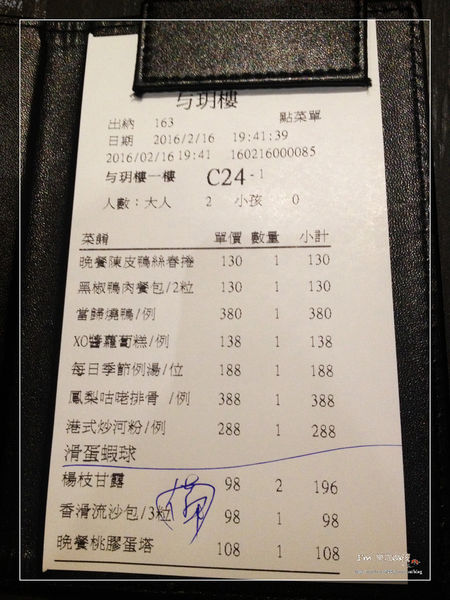 与玥樓
出納 163 點菜單
日期 2016/2/16 19:41:39
2016/02/16 19:41 160216000085
与玥樓一樓 C24-1
人數：大人 2 小孩 0
菜餚 單價 數量 小計
晚餐陳皮鴨絲春捲 130 1 130
黑椒鴨肉餐包/2粒 130 1 130
當歸燒鴨/例 380 1 380
XO醬蘿蔔糕/例 138 1 138
每日季節例湯/位 188 1 188
鳳梨咕咾排骨 /例 388 1 388
港式炒河粉/例 288 1 288
滑蛋蝦球
楊枝甘露 98 2 196
香滑流沙包/3粒 98 1 98
晚餐桃膠蛋塔 108 1 108
I'm